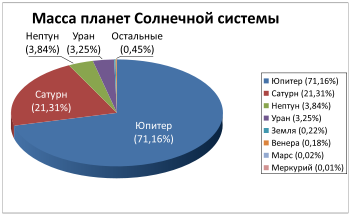 Масса планет Солнечной системы
Нептун
(3,84%)
Уран
(3,25%)
Остальные
(0,45%)
Сатурн
(21,31%)
Юпитер
(71,16%)
Юпитер (71,16%)
Сатурн (21,31%)
Нептун (3,84%)
Уран (3,25%)
Земля (0,22%)
Венера (0,18%)
Марс (0,02%)
Меркурий (0,01%)